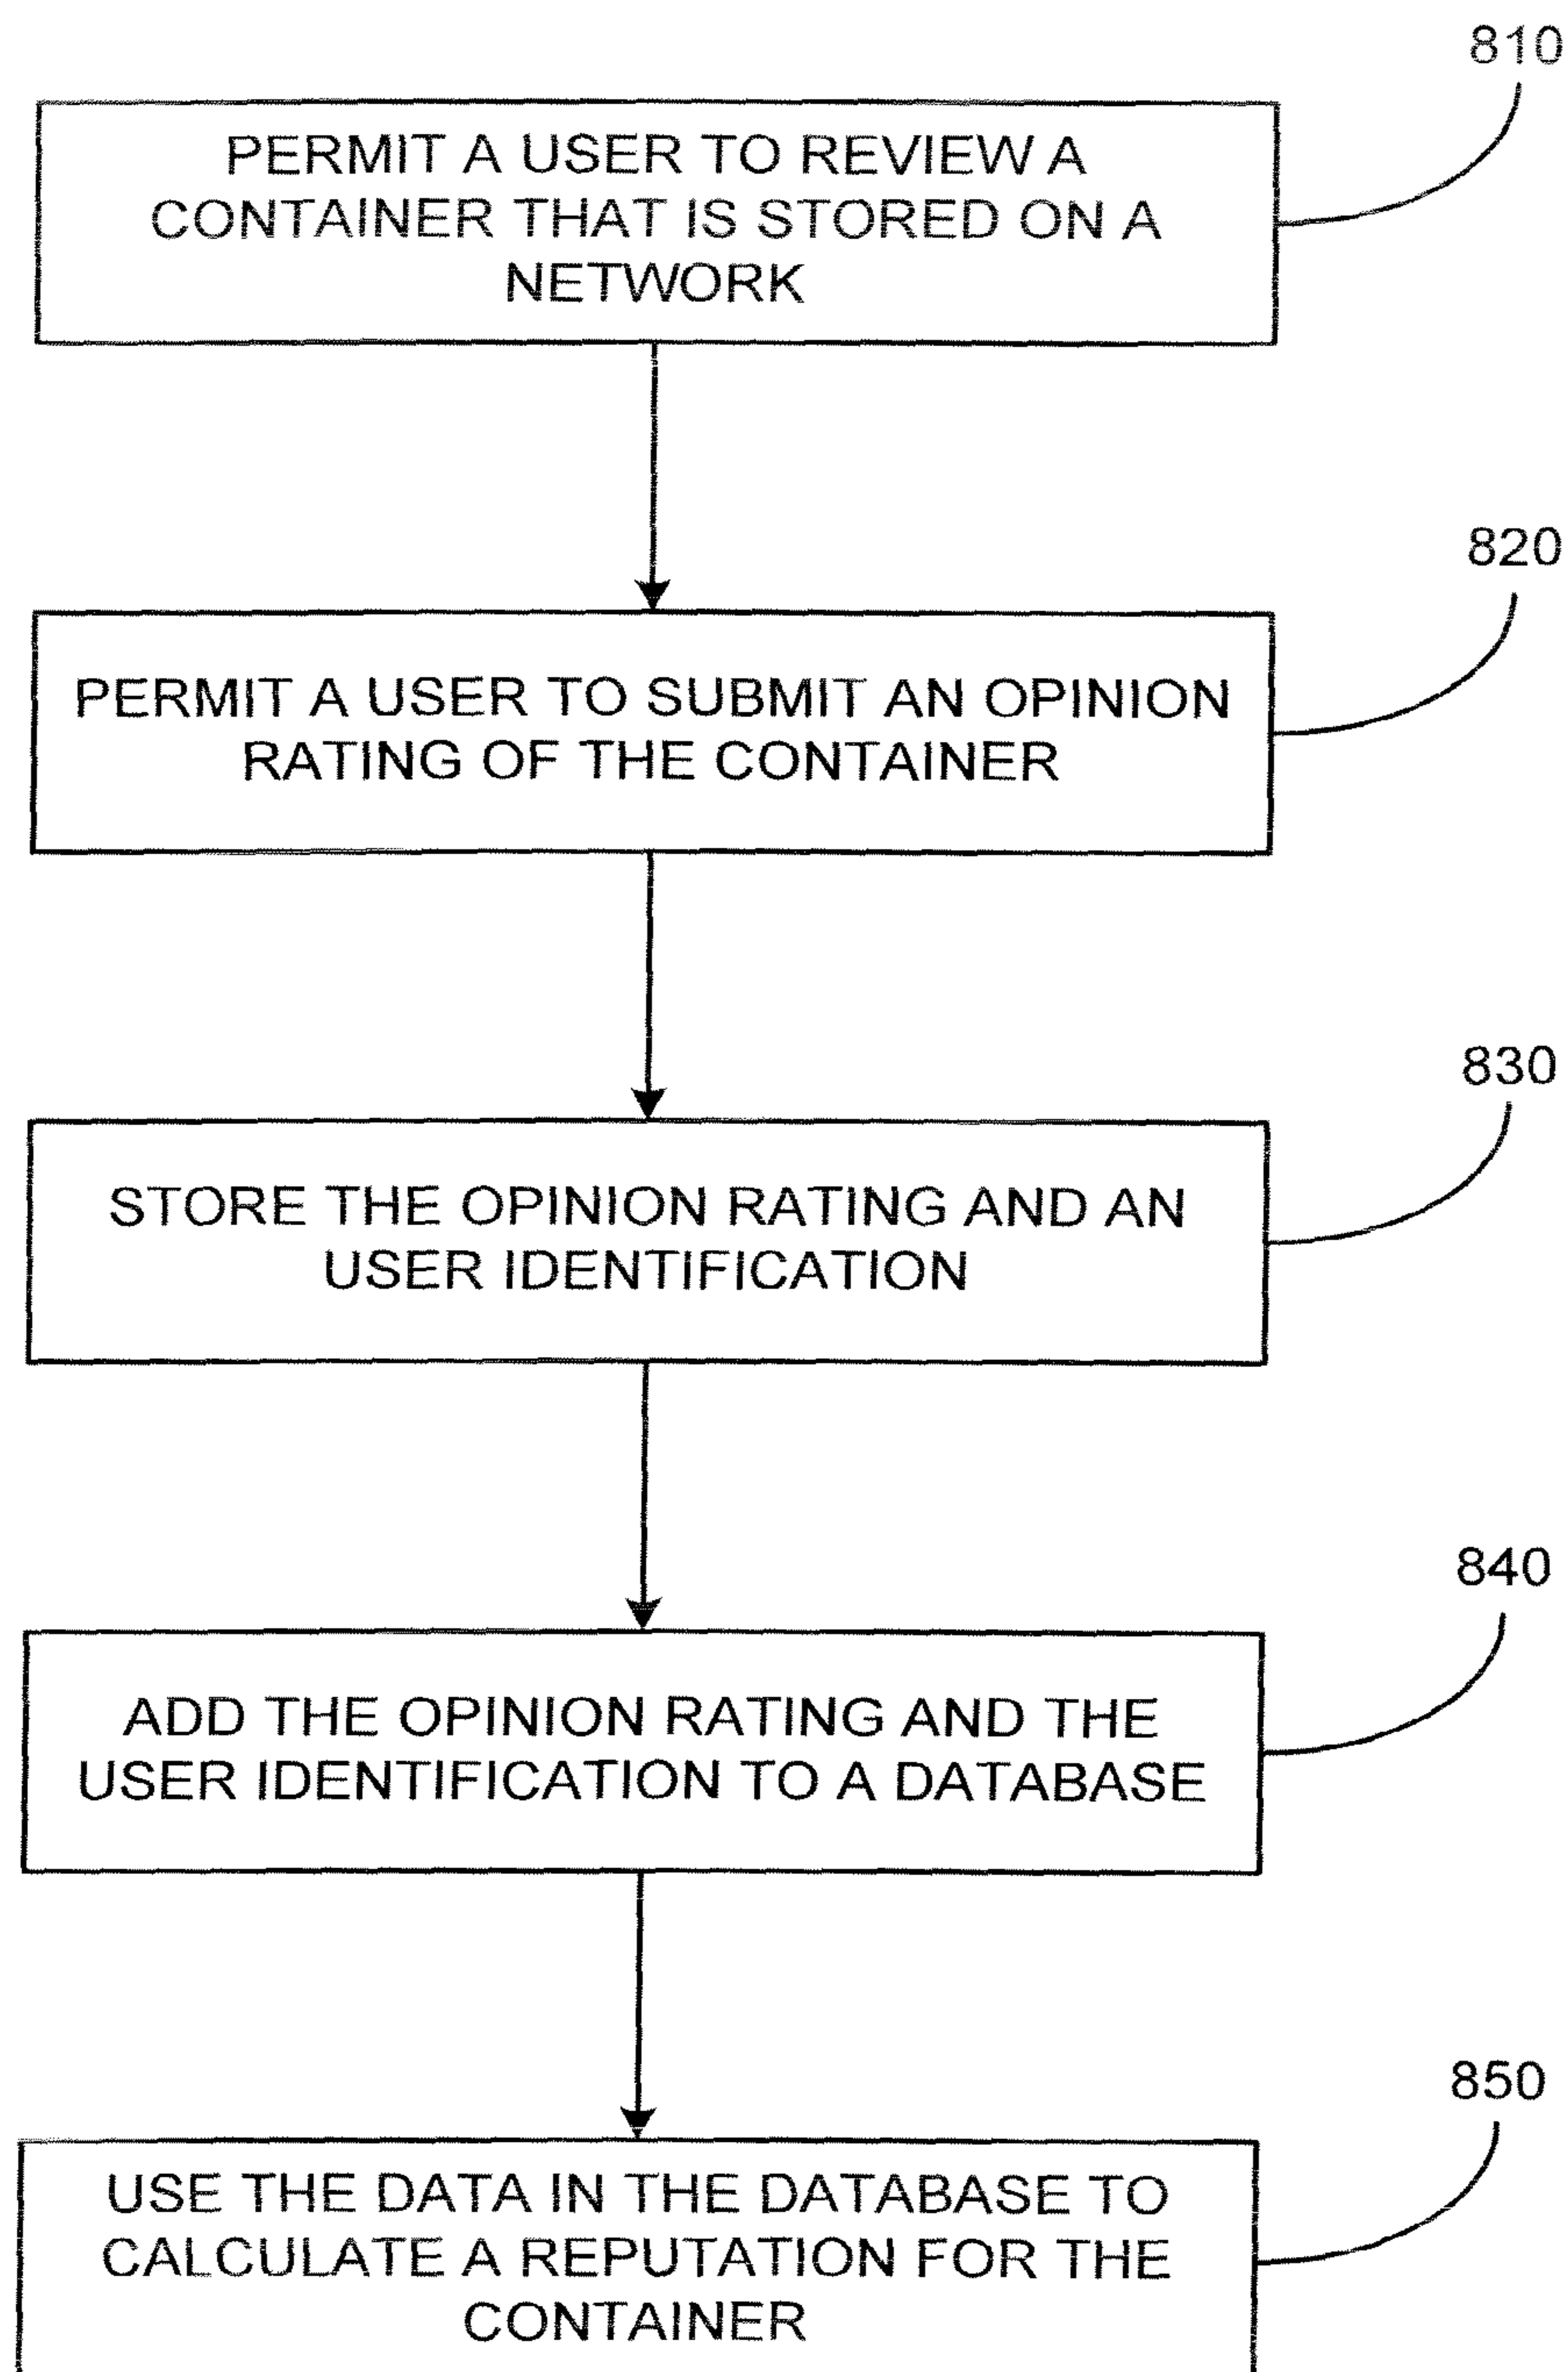 810
PERMIT A USER TO REVIEW A
CONTAINER THAT IS STORED ON A
NETWORK
820
PERMIT A USER TO SUBMIT AN OPINION
RATING OF THE CONTAINER
830
STORE THE OPINION RATING AND AN
USER IDENTIFICATION
840
ADD THE OPINION RATING AND THE
USER IDENTIFICATION TO A DATABASE
850
USE THE DATA IN THE DATABASE TO
CALCULATE A REPUTATION FOR THE
CONTAINER